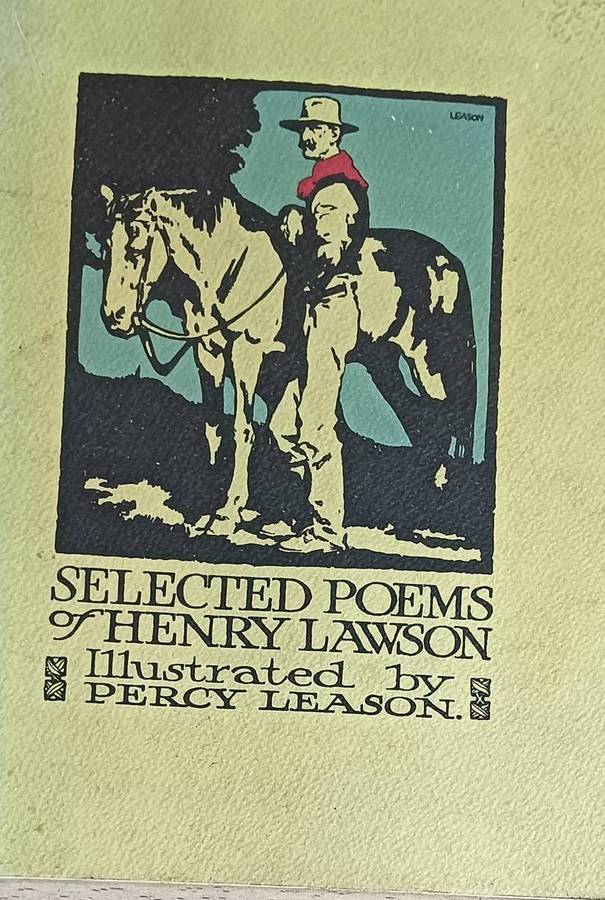 LEASON
SELECTED POEMS
of HENRY LAWSON
Illustrated by
PERCY LEASON.